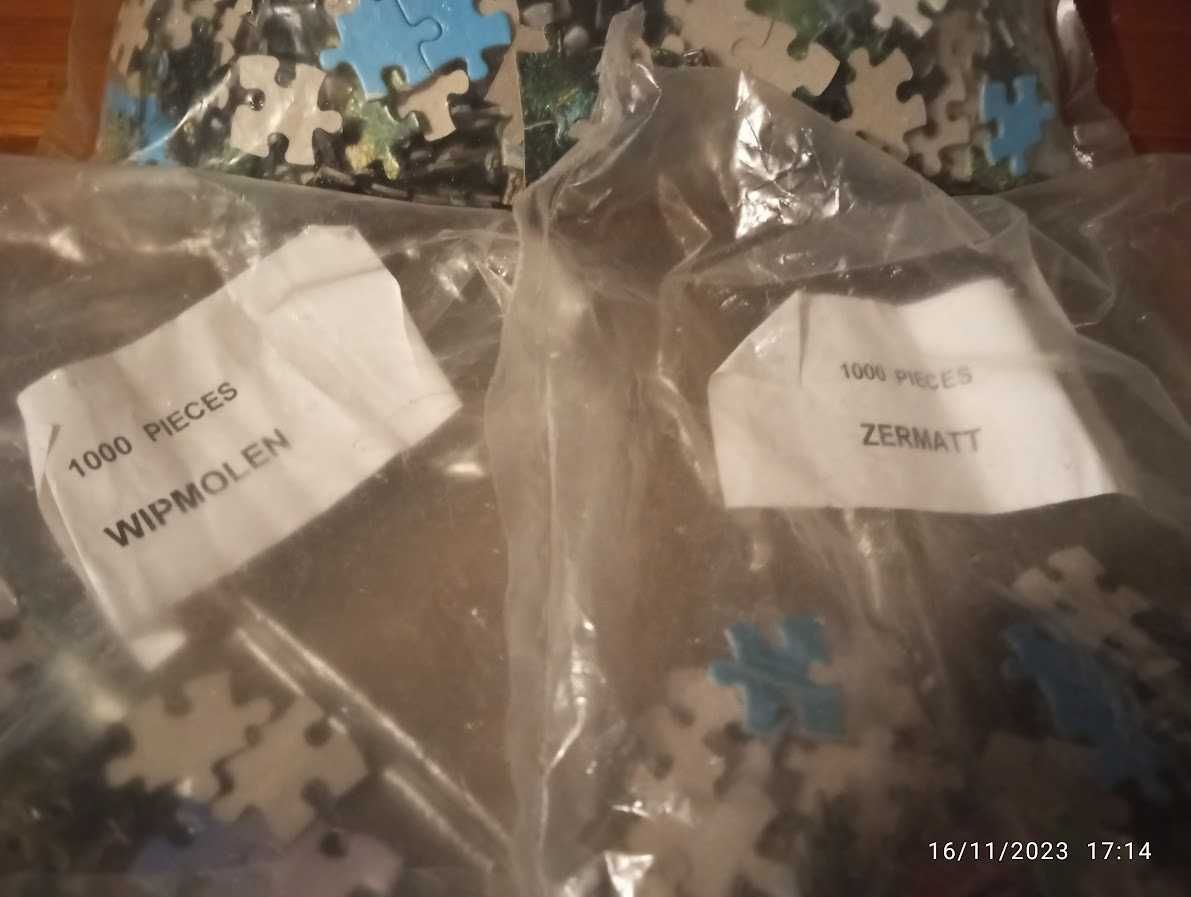 1000 PIECES
WIPMOLEN
1000 PIECES
ZERMATT
16/11/2023 17:14